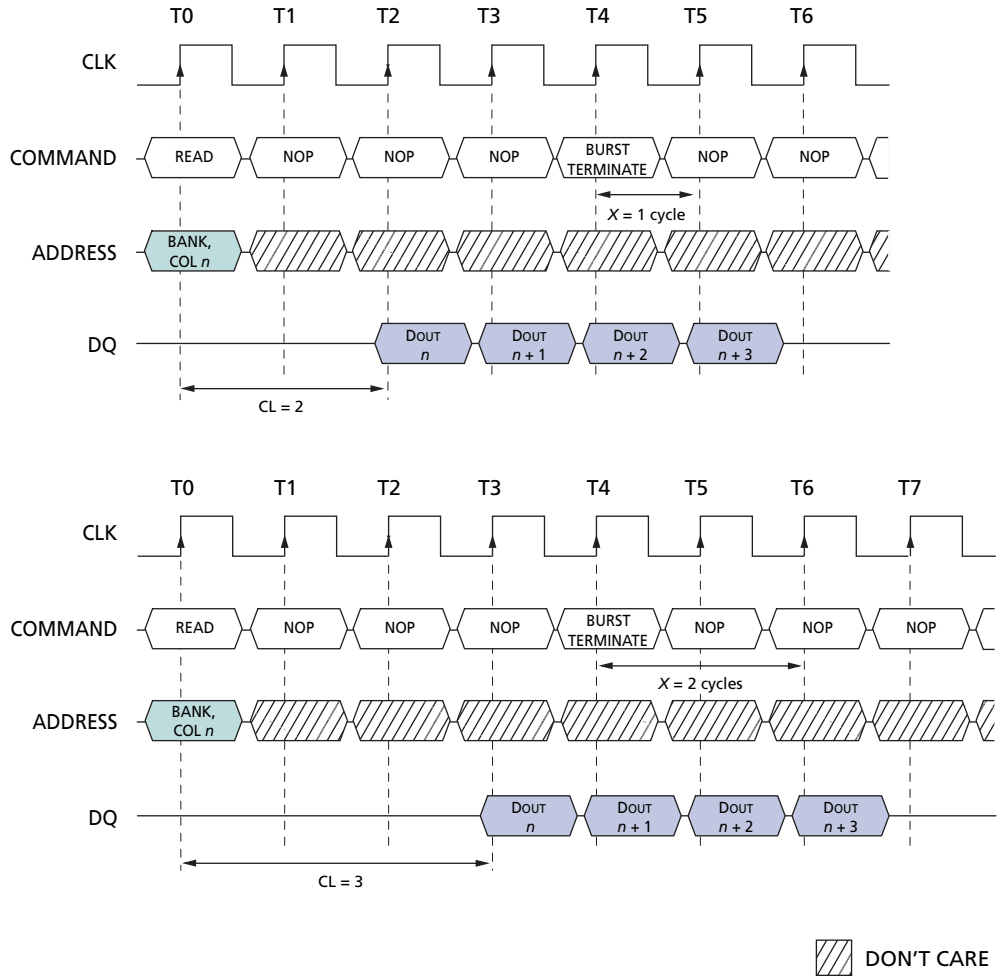 T0 T1 T2 T3 T4 T5 T6
CLK
COMMAND READ NOP NOP NOP BURST TERMINATE NOP NOP
X = 1 cycle
ADDRESS BANK, COL n
DQ DOUT n DOUT n + 1 DOUT n + 2 DOUT n + 3
CL = 2
T0 T1 T2 T3 T4 T5 T6 T7
CLK
COMMAND READ NOP NOP NOP BURST TERMINATE NOP NOP NOP
X = 2 cycles
ADDRESS BANK, COL n
DQ DOUT n DOUT n + 1 DOUT n + 2 DOUT n + 3
CL = 3
DON'T CARE